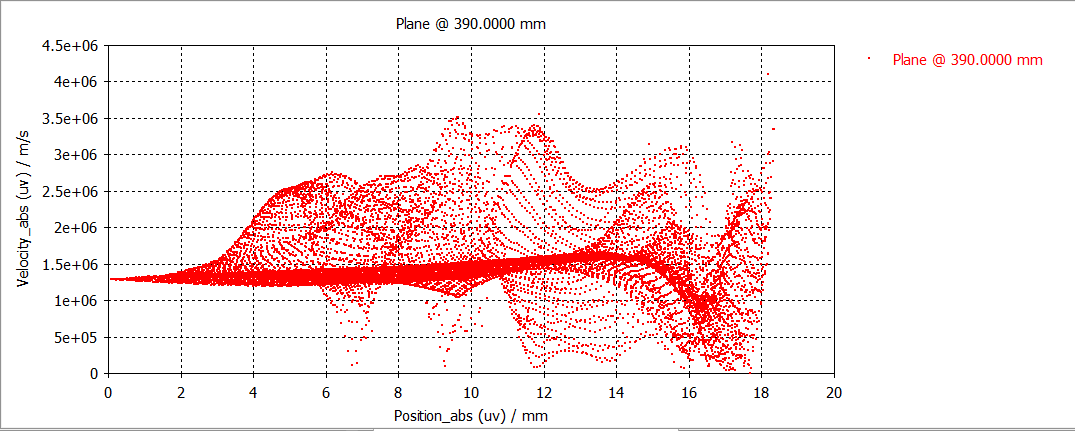 Plane @ 390.0000 mm
Plane @ 390.0000 mm
Velocity_abs (uv) / m/s
4.5e+06
4e+06
3.5e+06
3e+06
2.5e+06
2e+06
1.5e+06
1e+06
5e+05
0
0 2 4 6 8 10 12 14 16 18 20
Position_abs (uv) / mm